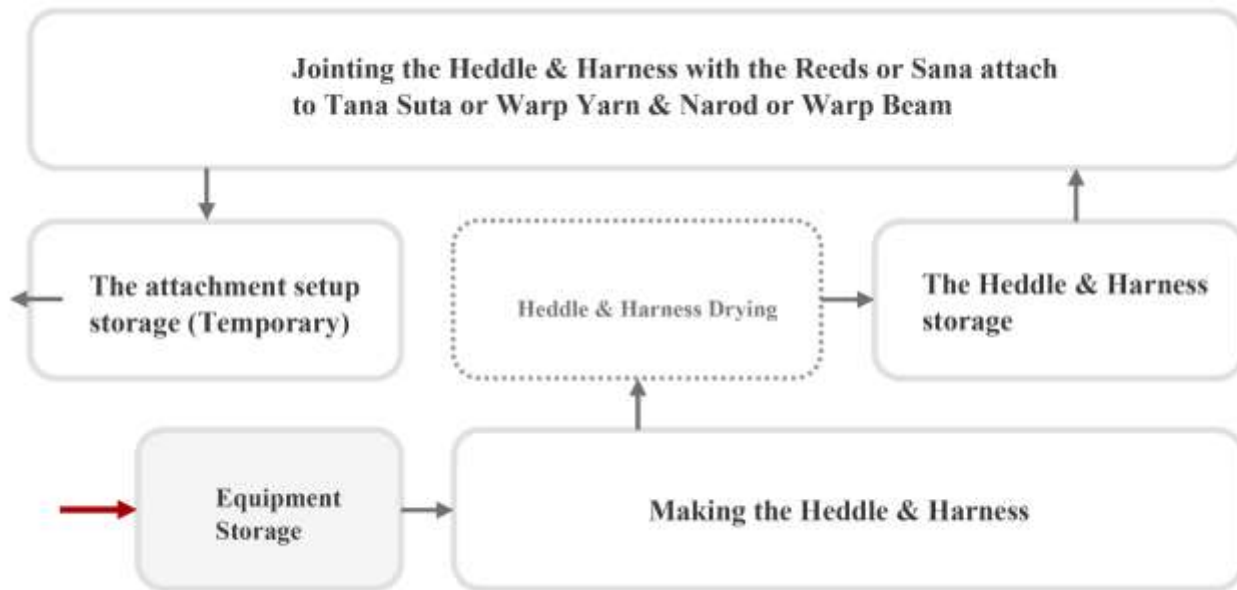 Jointing the Heddle & Harness with the Reeds or Sana attach
to Tana Suta or Warp Yarn & Narod or Warp Beam
The attachment setup
storage (Temporary)
Heddle & Harness Drying
The Heddle & Harness
storage
Equipment
Storage
Making the Heddle & Harness